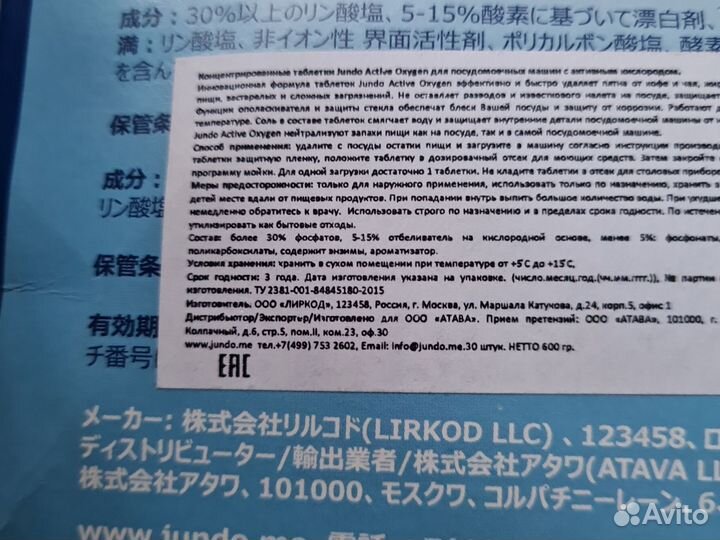 成分: 30%以上のリン酸塩、5-15%酸素に基づいて漂白剤、
満: リン酸塩、非イオン性 界面活性剤、ポリカルボン酸塩、酵素
を含ん
Концентрированные таблетки Jundo Active Oxygen для посудомоечных машин с активным кислородом.
Инновационная формула таблеток Jundo Active Oxygen эффективно и быстро удаляет пятна от кофе и чая,
пищи, застарелых и сложных загрязнений. Не оставляет разводов и известкового налета на посуде, защищает
Функции ополаскивателя и защиты стекла обеспечат блеск Вашей посуды и защиту от коррозии. Работают
температуре. Соль в составе таблеток смягчает воду и защищает внутренние детали посудомоечной машины от
Jundo Active Oxygen нейтрализуют запахи пищи как на посуде, так и в самой посудомоечной машине.
保管条
Способ применения: удалите с посуды остатки пищи и загрузите в машину согласно инструкции
таблетки защитную пленку, положите таблетку в дозированный отсек для моющих средств. Затем закройте
программу мойки. Для одной загрузки достаточно 1 таблетки. Не кладите таблетки в отсек для столовых
成分:
Меры предосторожности: только для наружного применения, использовать только по назначению, хранить в
детей месте вдали от пищевых продуктов. При попадании внутрь выпить большое количество воды. При
リン酸塩
немедленно обратитесь к врачу. Использовать строго по назначению и в пределах срока годности. По
утилизировать как бытовые отходы.
Состав: более 30% фосфатов, 5-15% отбеливатель на кислородной основе, менее 5%: фосфонаты,
поликарбоксилаты, содержит энзимы, ароматизатор.
保管条
Условия хранения: хранить в сухом помещении при температуре от +5˚С до +15˚С.
Срок годности: 3 года. Дата изготовления указана на упаковке. (число.месяц.год.(чч.мм.гггг.)), № партии
изготовления. ТУ 2381-001-84845180-2015
Изготовитель: ООО «ЛИРКОД», 123458, Россия, г. Москва, ул. Маршала Катукова, д.24, корп.5, офис 1
有効期
Дистрибьютор/Экспортер/Изготовлено для ООО «АТАВА». Прием претензий: ООО «АТАВА», 101000, г.
Колпачный, д.6, стр.5, пом.II, ком.23, оф.30
チ番号
www.jundo.me тел.+7(499) 753 2602, Email: info@jundo.me.30 штук. НЕТТО 600 гр.
EAC
メーカー: 株式会社リルコド(LIRKOD LLC) 、123458、
ディストリビューター/輸出業者/株式会社アタワ(ATAVA
株式会社アタワ、101000、モスクワ、コルパチニーレーン、
www.jundo.me
Avito